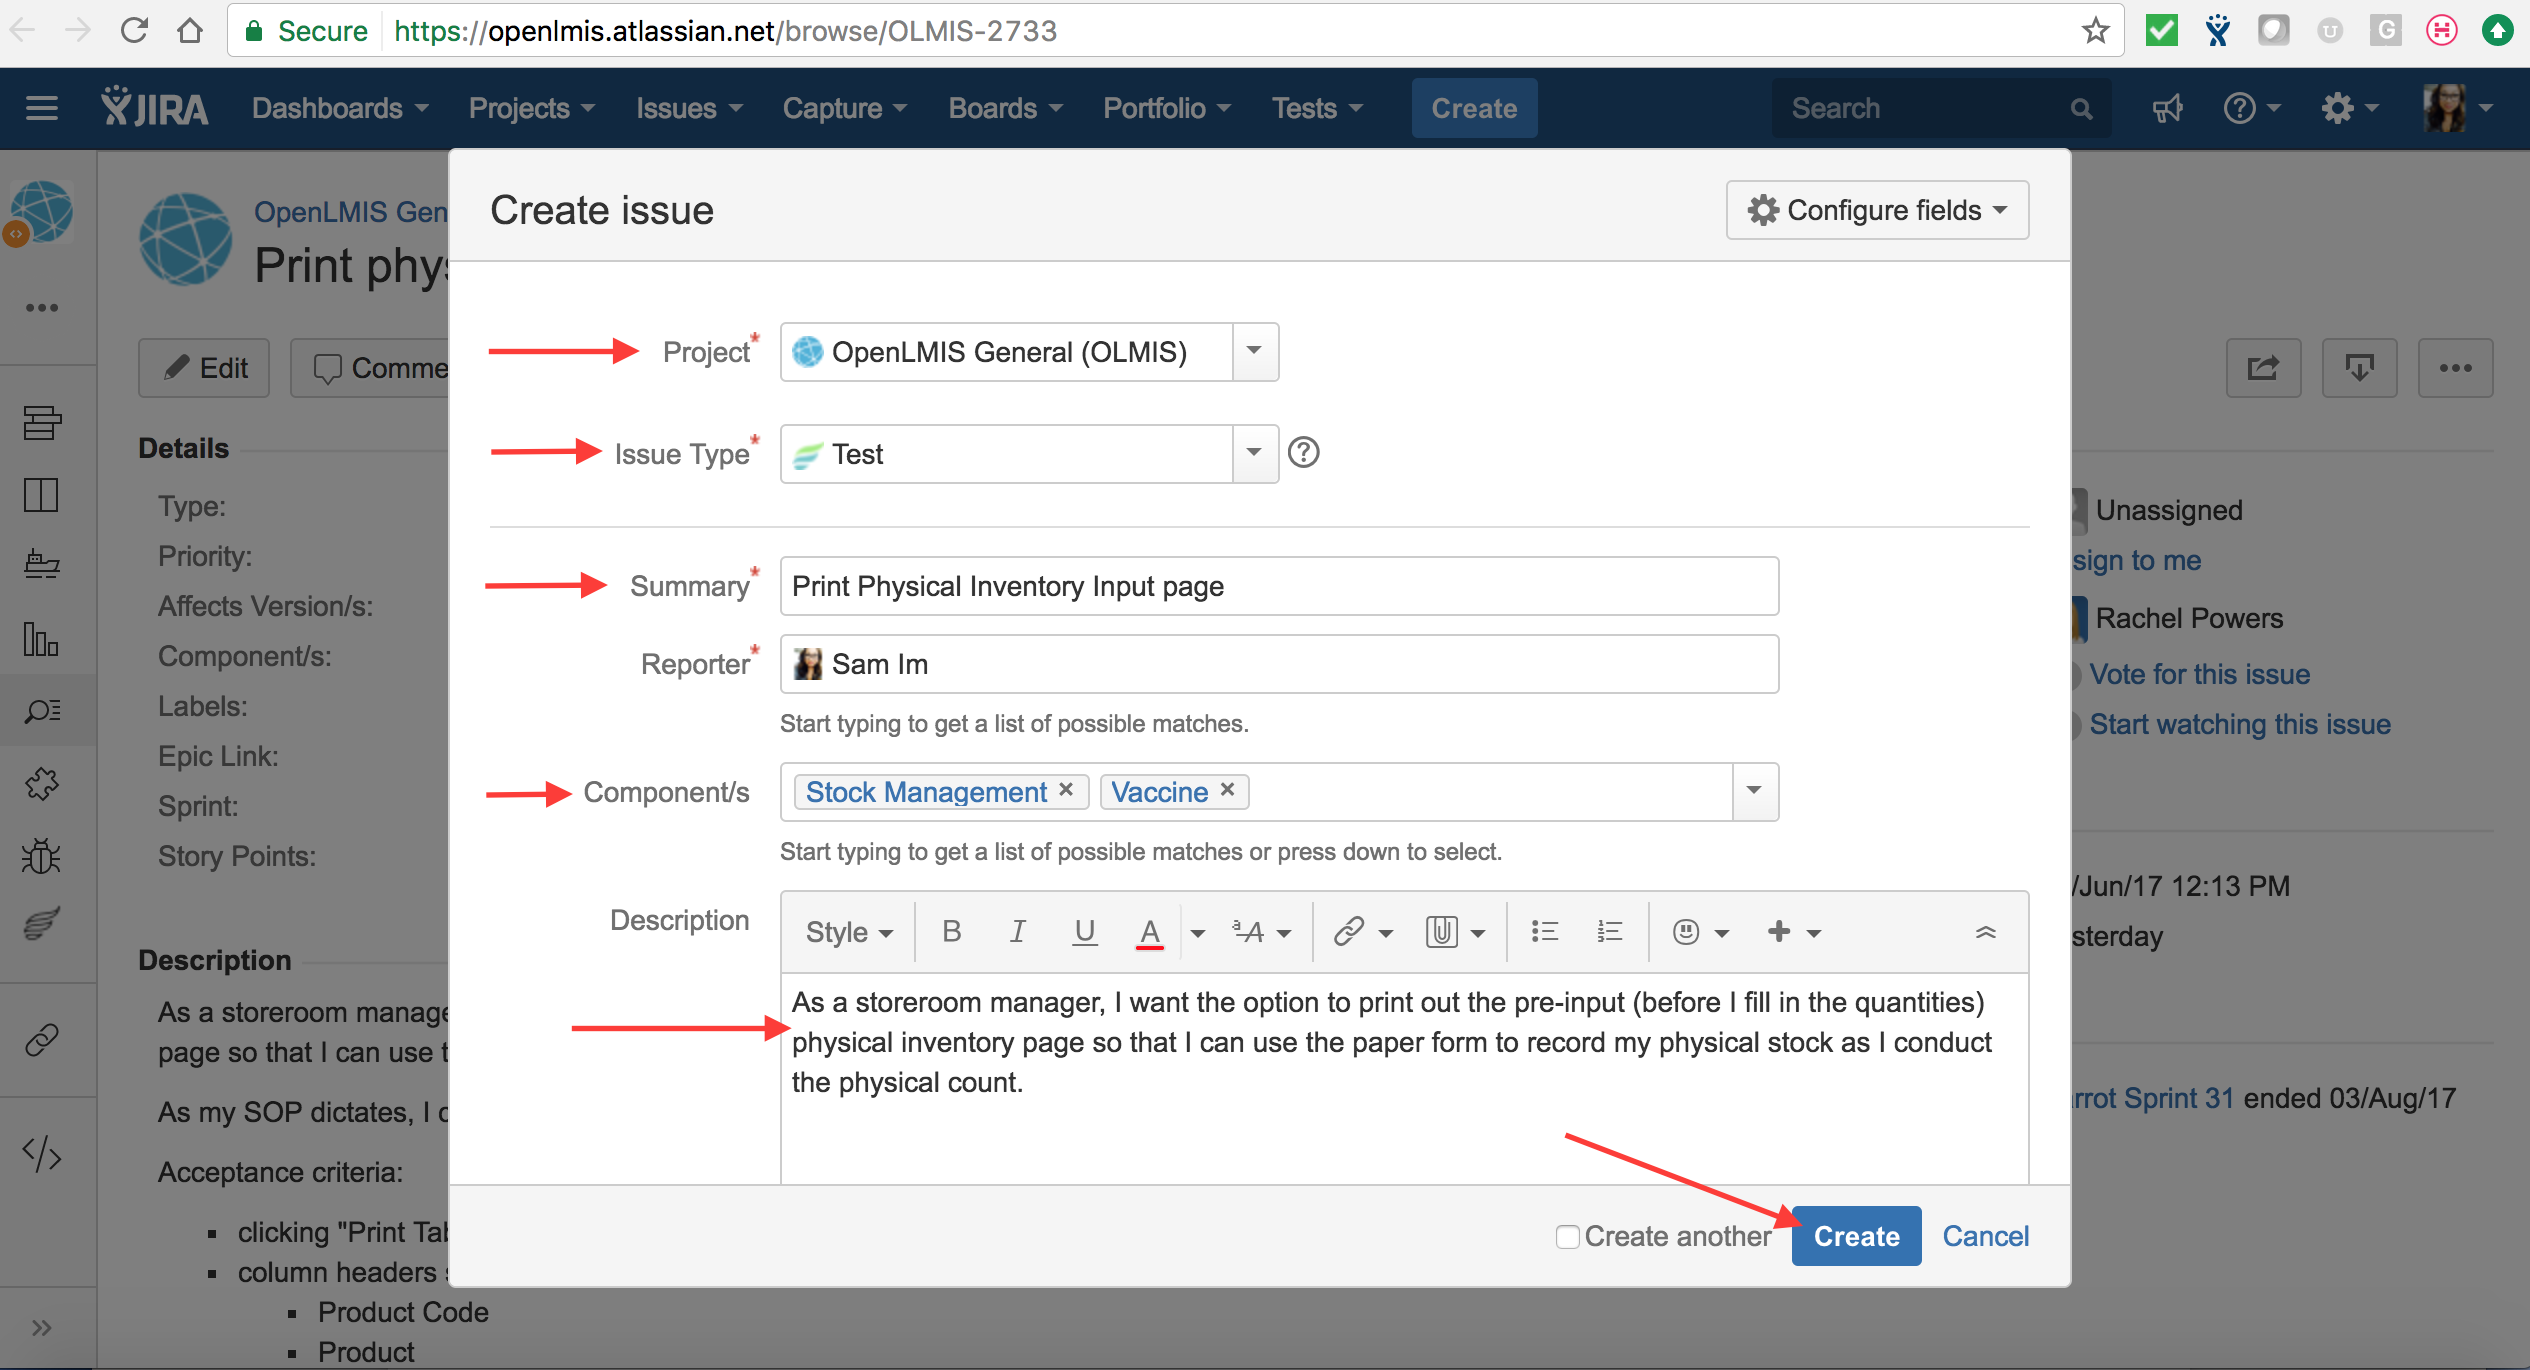 Secure https://openlmis.atlassian.net/browse/OLMIS-2733
JIRA Dashboards Projects Issues Capture Boards Portfolio Tests Create Search
Create issue
Configure fields
OpenLMIS Gen
Print phys
Project* OpenLMIS General (OLMIS)
Edit
Comme
Details
Issue Type* Test
Type:
Priority:
Affects Version/s:
Component/s:
Labels:
Epic Link:
Sprint:
Story Points:
Summary* Print Physical Inventory Input page
Reporter* Sam Im
Start typing to get a list of possible matches.
Component/s Stock Management × Vaccine ×
Start typing to get a list of possible matches or press down to select.
Description Style B I U A A
As a storeroom manager, I want the option to print out the pre-input (before I fill in the quantities)
physical inventory page so that I can use the paper form to record my physical stock as I conduct
the physical count.
Create another Create Cancel
Unassigned
sign to me
Rachel Powers
Vote for this issue
Start watching this issue
/Jun/17 12:13 PM
sterday
rrot Sprint 31 ended 03/Aug/17
Description
As a storeroom manage
page so that I can use t
As my SOP dictates, I c
Acceptance criteria:
clicking "Print Tab
column headers s
Product Code
Product